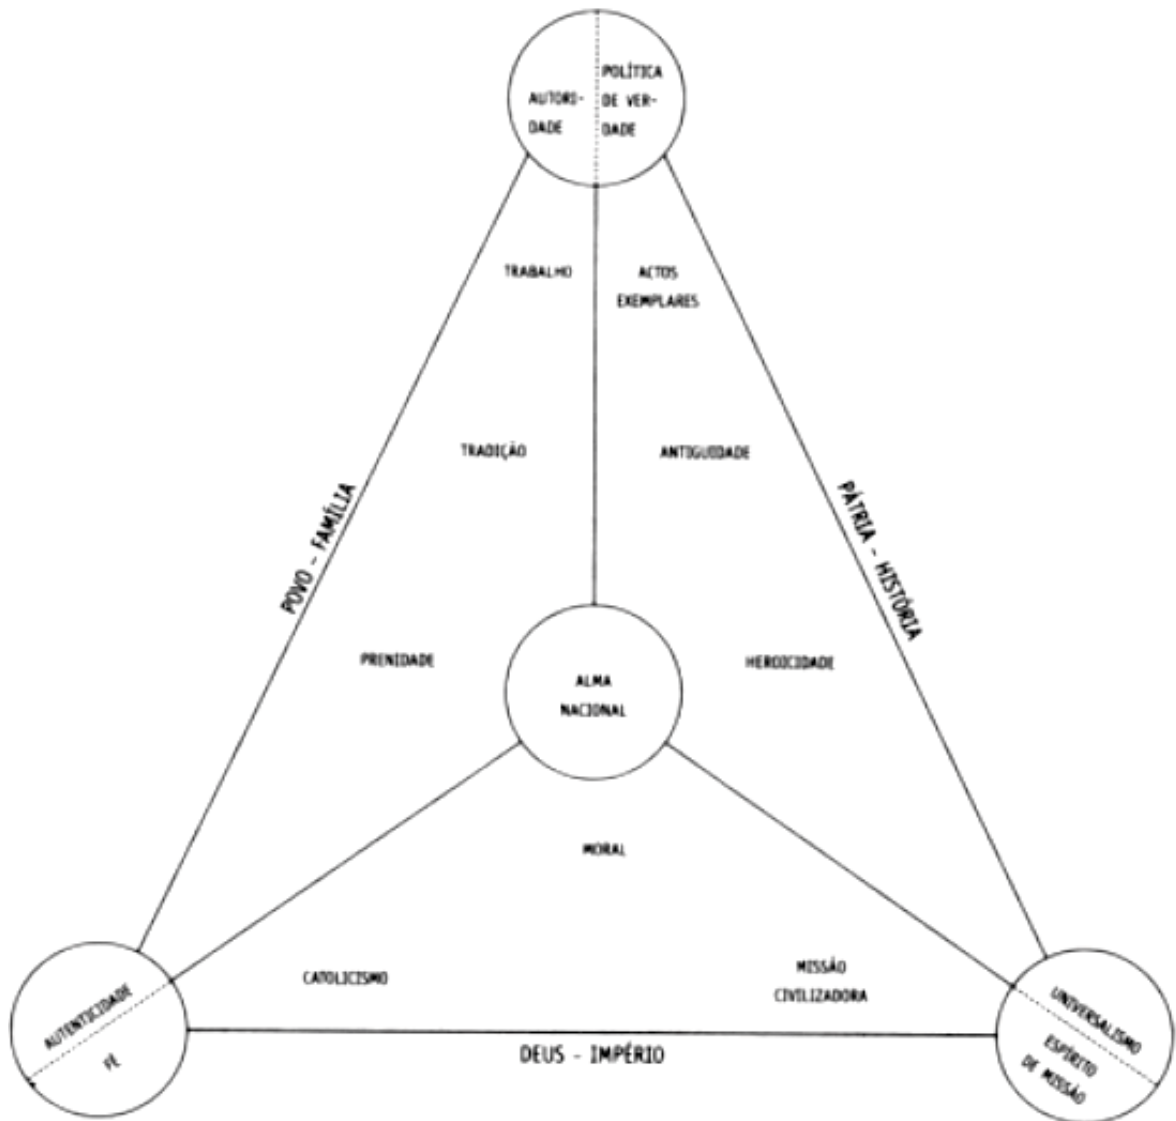 AUTORI-
DADE
POLÍTICA
DE VER-
DADE
TRABALHO
ACTOS
EXEMPLARES
TRADIÇÃO
ANTIGUIDADE
POVO - FAMÍLIA
PÁTRIA - HISTÓRIA
PRENIDADE
HEROICIDADE
ALMA
NACIONAL
MORAL
CATOLICISMO
MISSÃO
CIVILIZADORA
AUTENTICIDADE
FÉ
UNIVERSALISMO
ESPÍRITO
DE MISSÃO
DEUS - IMPÉRIO